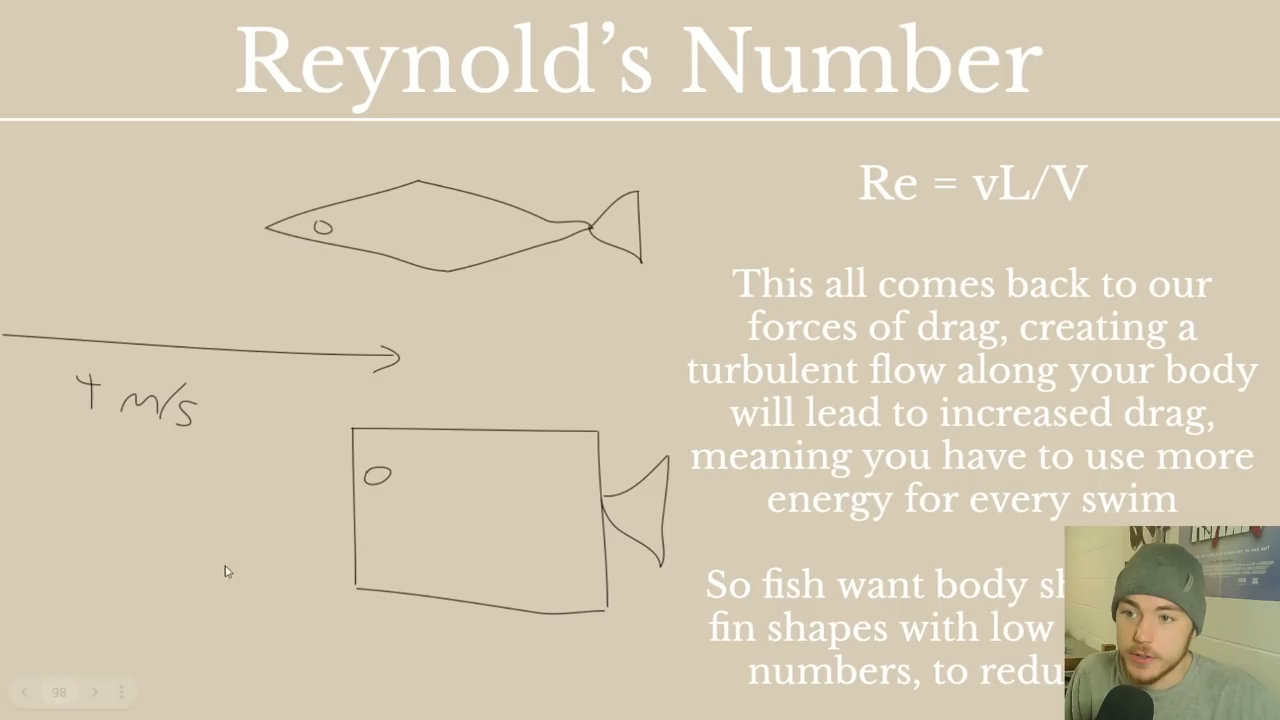 Reynold’s Number
Re = vL/V
This all comes back to our
forces of drag, creating a
turbulent flow along your body
will lead to increased drag,
meaning you have to use more
energy for every swim
4 m/s
So fish want body
fin shapes with low
numbers, to
98